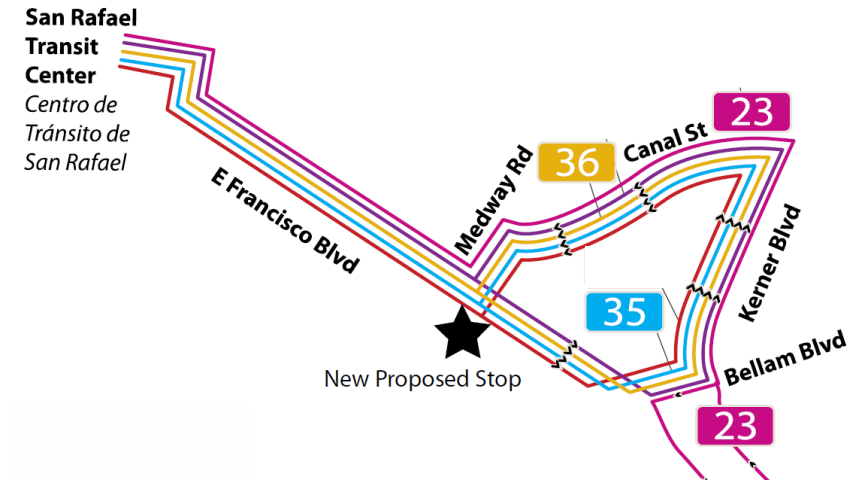 San Rafael
Transit
Center
Centro de
Tránsito de
San Rafael
23
Canal St
36
Medway Rd
E Francisco Blvd
Kerner Blvd
35
New Proposed Stop
Bellam Blvd
23